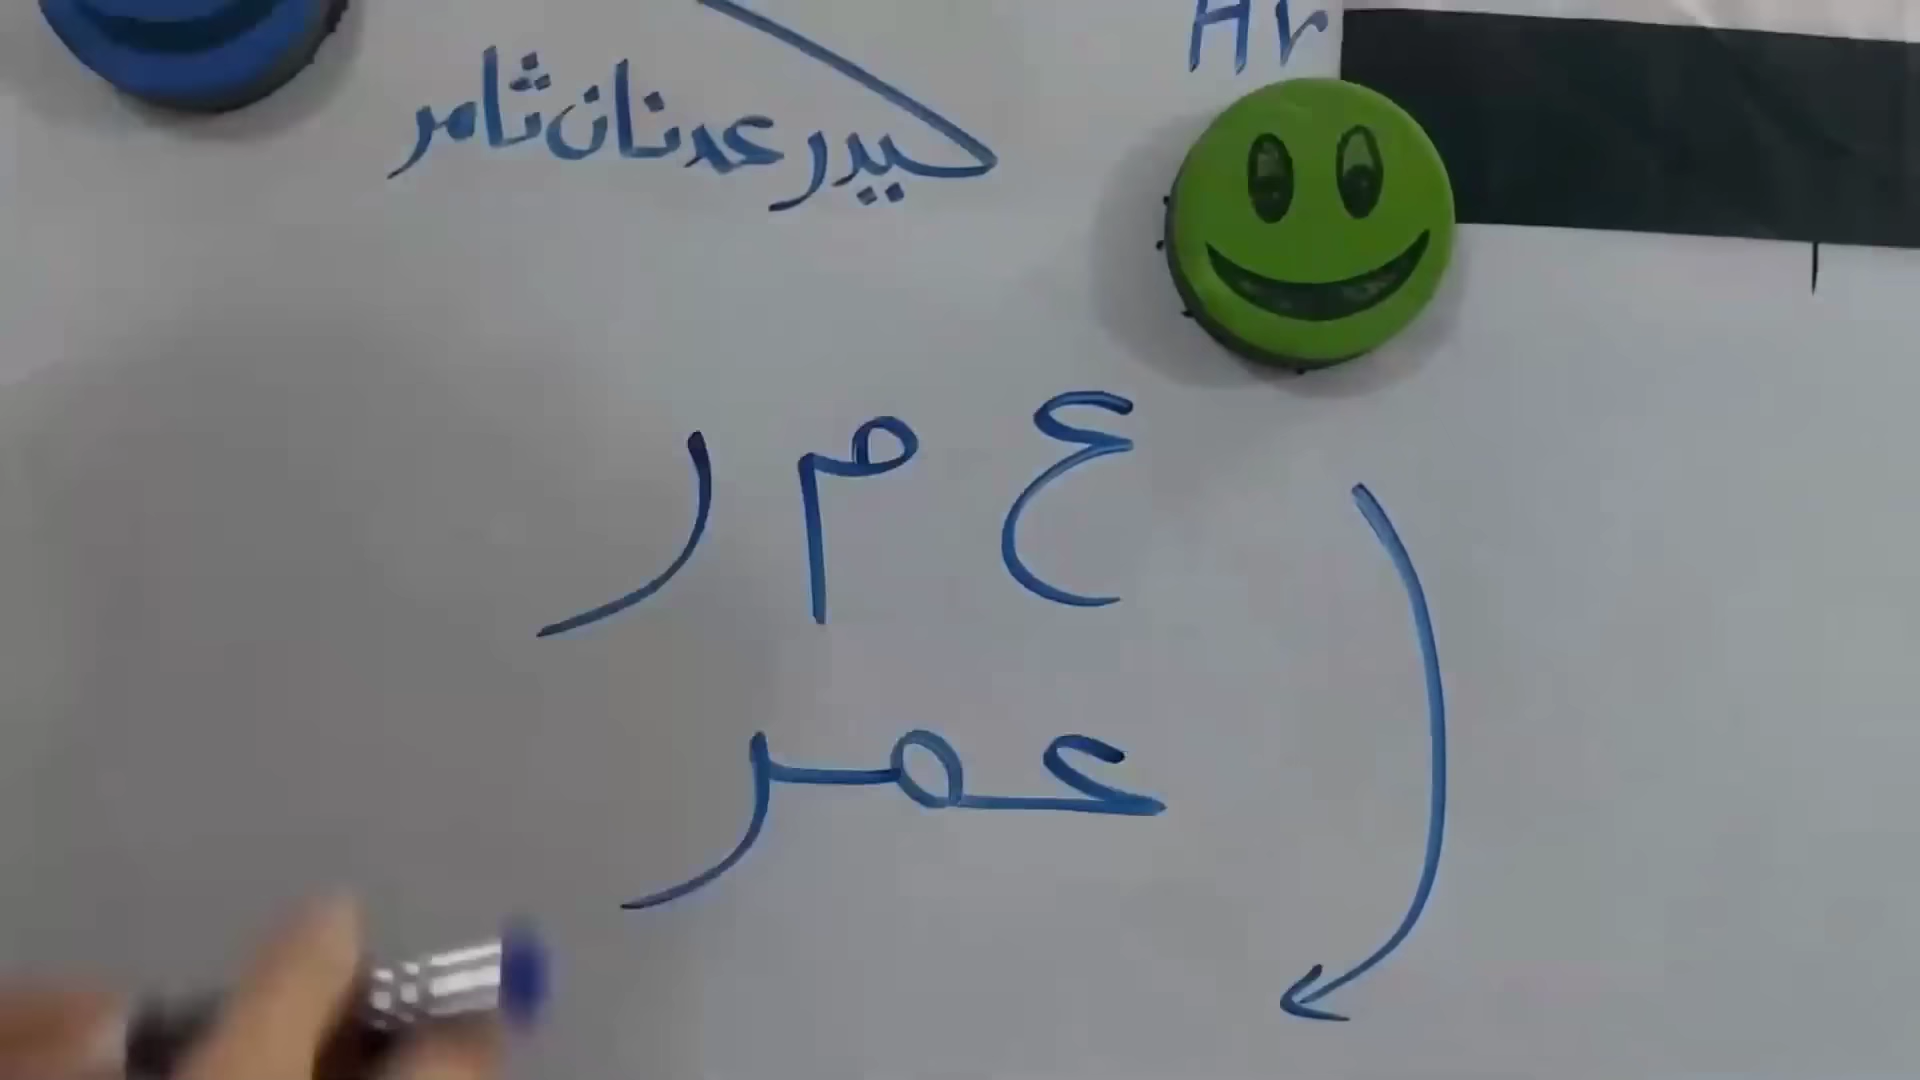 حيدر عدنان ثامر
ع م ر
عمر